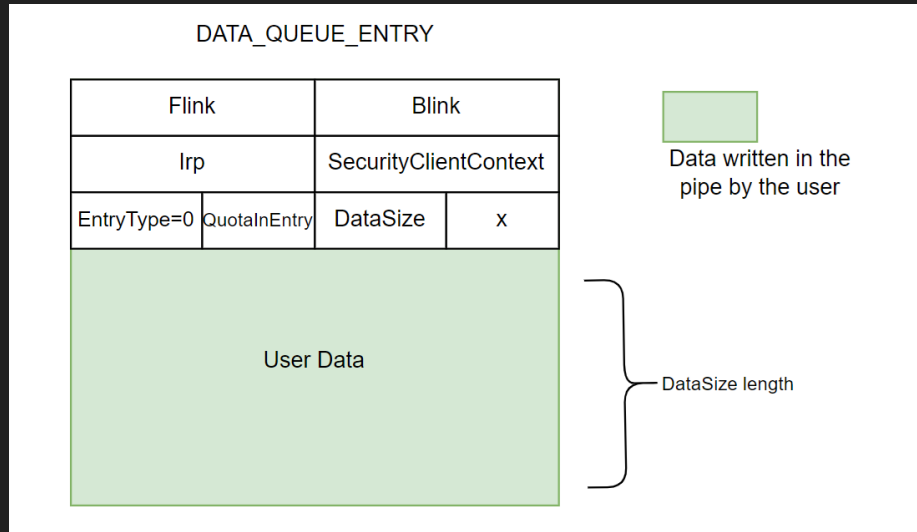 DATA_QUEUE_ENTRY
Flink
Blink
Irp
SecurityClientContext
EntryType=0
QuotaInEntry
DataSize
x
User Data
Data written in the
pipe by the user
DataSize length